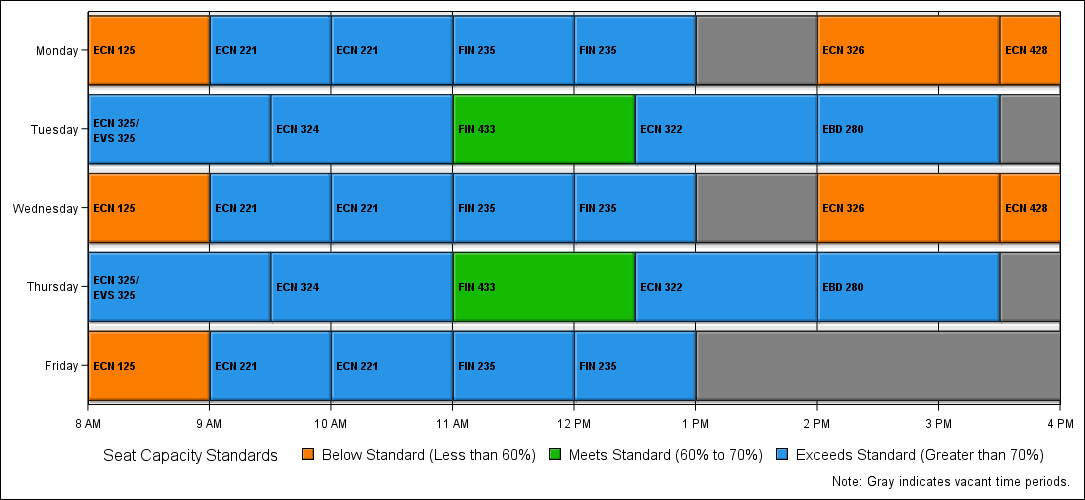 Monday
ECN 125
ECN 221
ECN 221
FIN 235
FIN 235
ECN 326
ECN 428
Tuesday
ECN 325/
EVS 325
ECN 324
FIN 433
ECN 322
EBD 280
Wednesday
ECN 125
ECN 221
ECN 221
FIN 235
FIN 235
ECN 326
ECN 428
Thursday
ECN 325/
EVS 325
ECN 324
FIN 433
ECN 322
EBD 280
Friday
ECN 125
ECN 221
ECN 221
FIN 235
FIN 235
8 AM
9 AM
10 AM
11 AM
12 PM
1 PM
2 PM
3 PM
4 PM
Seat Capacity Standards
Below Standard (Less than 60%)
Meets Standard (60% to 70%)
Exceeds Standard (Greater than 70%)
Note: Gray indicates vacant time periods.